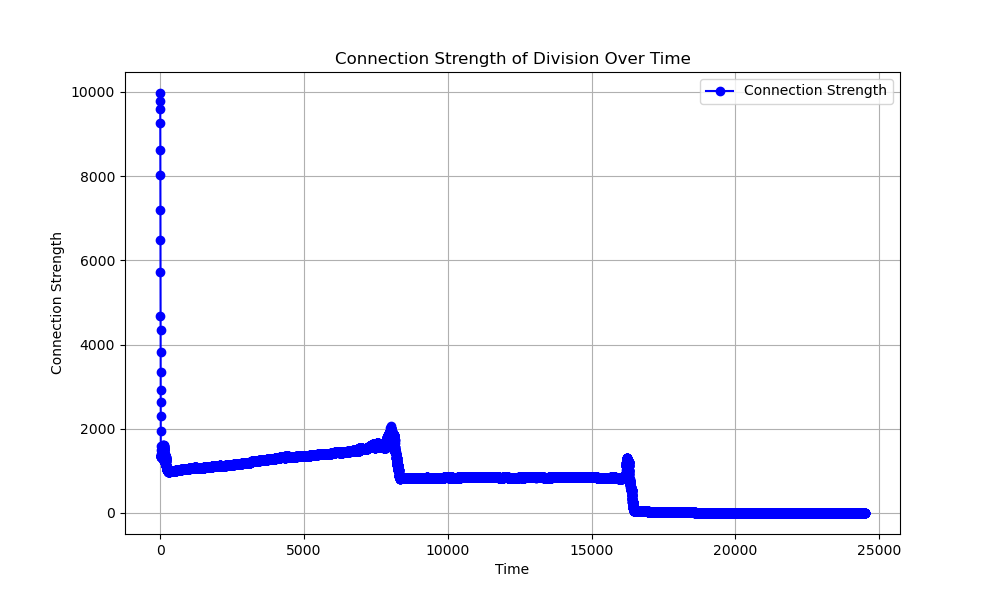 Connection Strength of Division Over Time
Connection Strength
10000
8000
6000
4000
2000
0
Connection Strength
0 5000 10000 15000 20000 25000
Time